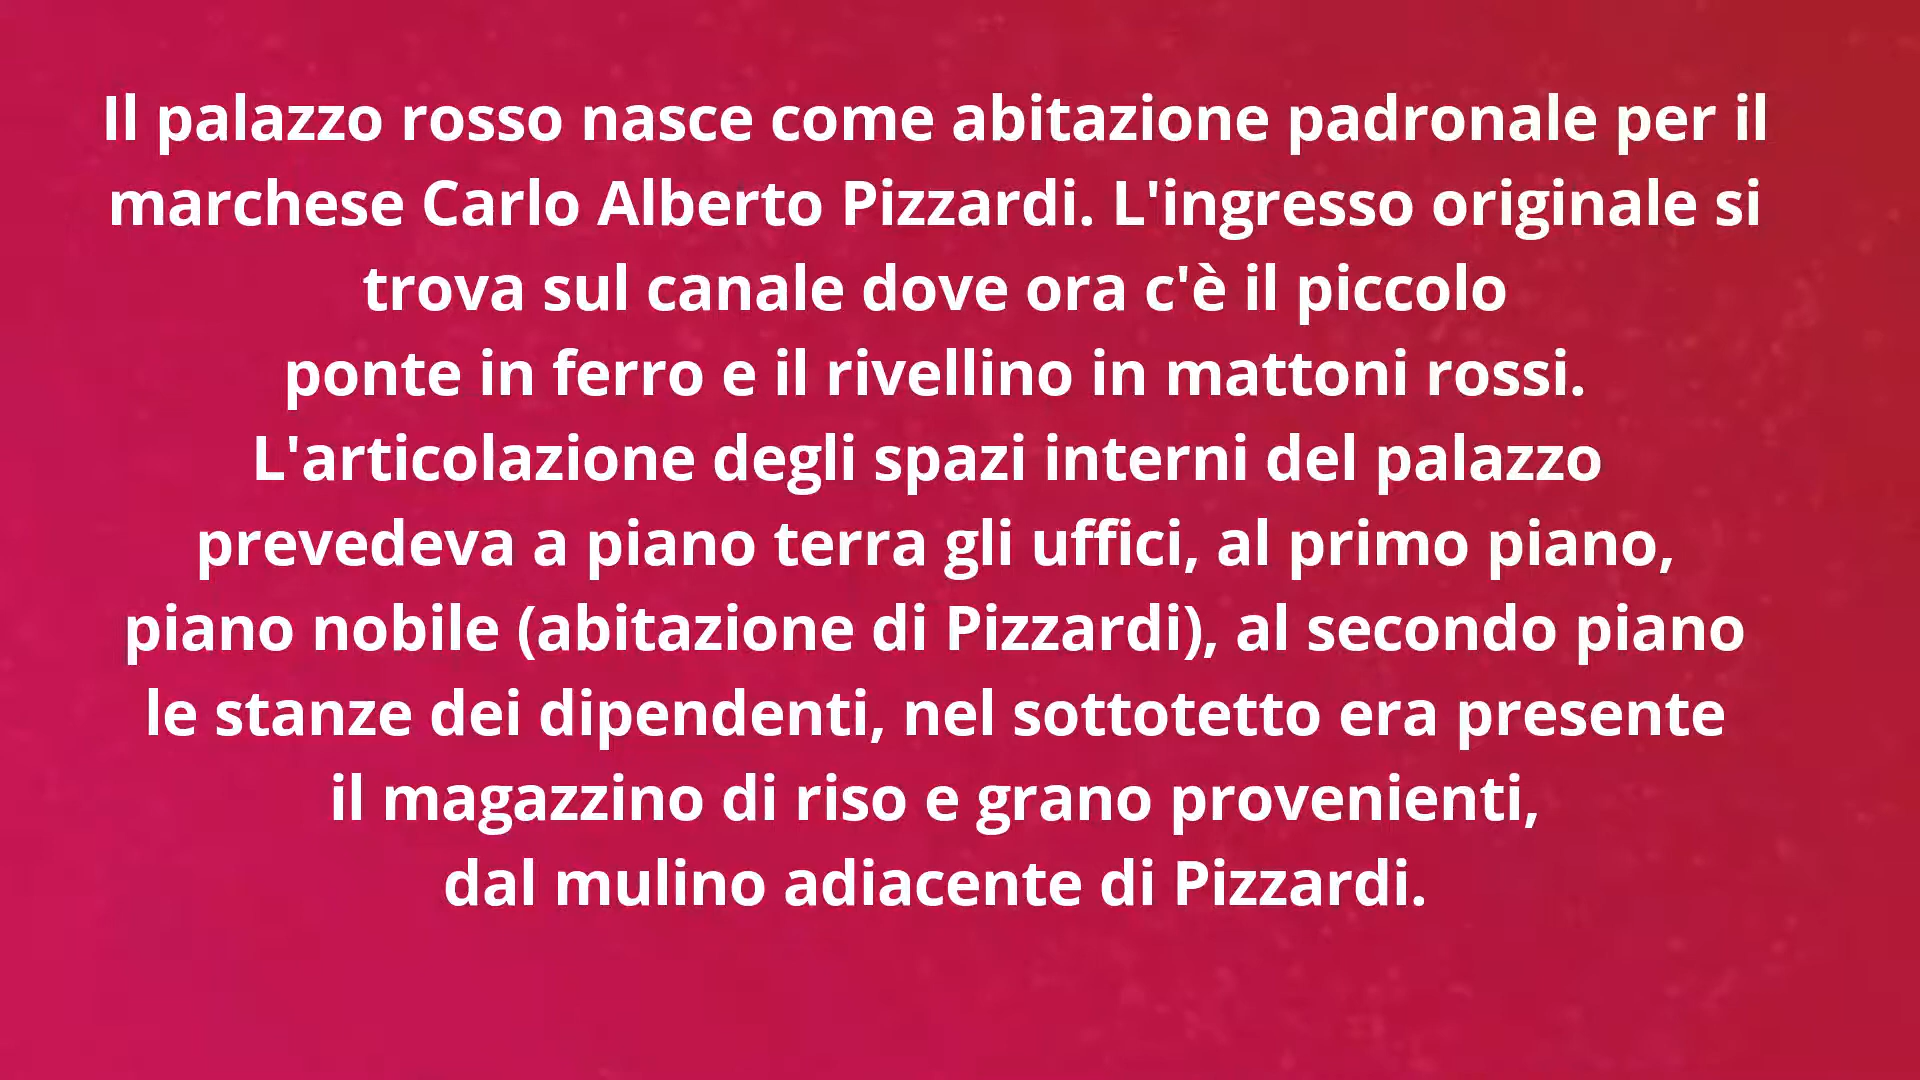 Il palazzo rosso nasce come abitazione padronale per il
marchese Carlo Alberto Pizzardi. L'ingresso originale si
trova sul canale dove ora c'è il piccolo
ponte in ferro e il rivellino in mattoni rossi.
L'articolazione degli spazi interni del palazzo
prevedeva a piano terra gli uffici, al primo piano,
piano nobile (abitazione di Pizzardi), al secondo piano
le stanze dei dipendenti, nel sottotetto era presente
il magazzino di riso e grano provenienti,
dal mulino adiacente di Pizzardi.